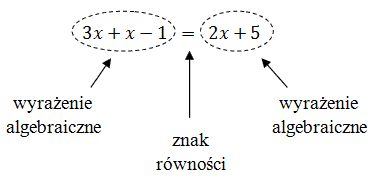 3x + x − 1 = 2x + 5
wyrażenie
algebraiczne
znak
równości
wyrażenie
algebraiczne